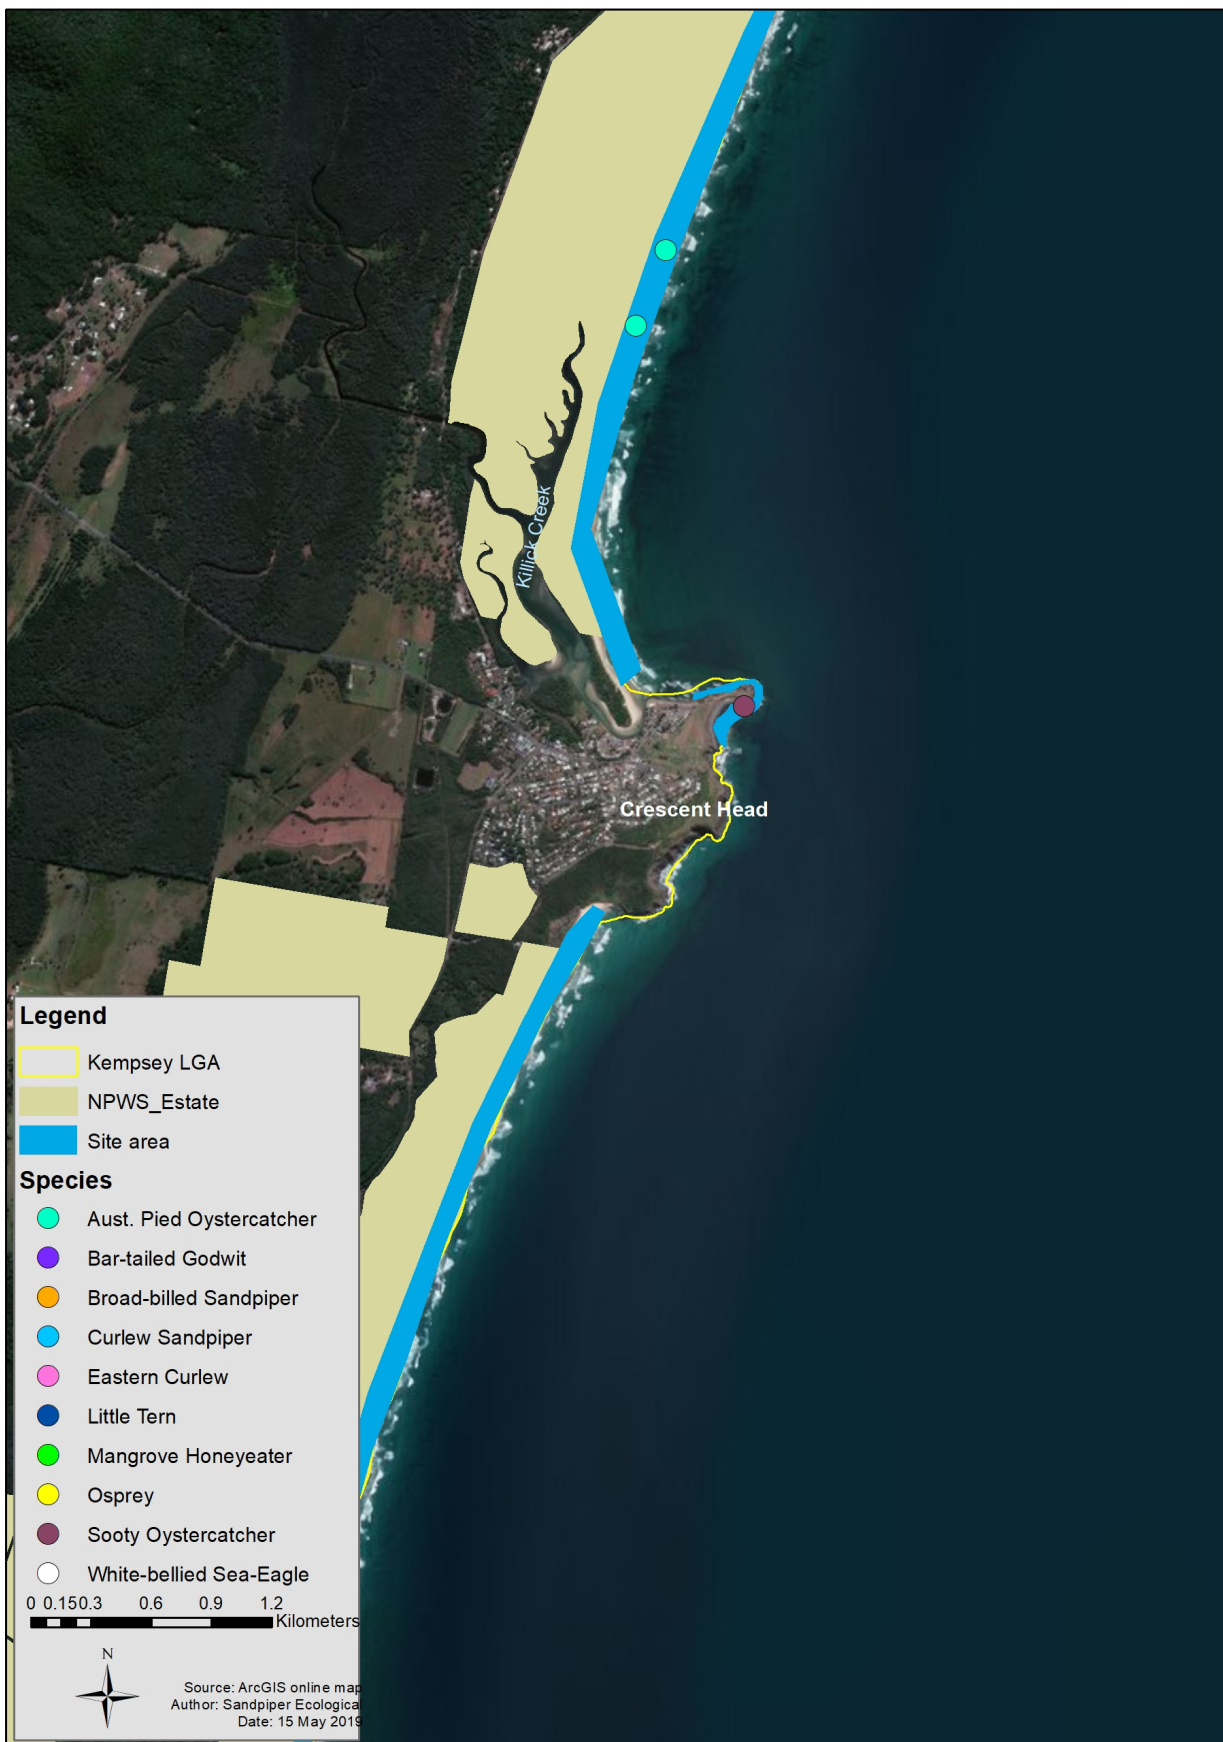 Killick Creek
Crescent Head
Legend
Kempsey LGA
NPWS_Estate
Site area
Species
Aust. Pied Oystercatcher
Bar-tailed Godwit
Broad-billed Sandpiper
Curlew Sandpiper
Eastern Curlew
Little Tern
Mangrove Honeyeater
Osprey
Sooty Oystercatcher
White-bellied Sea-Eagle
0 0.150.3 0.6 0.9 1.2
Kilometers
N
Source: ArcGIS online map
Author: Sandpiper Ecologica
Date: 15 May 2019